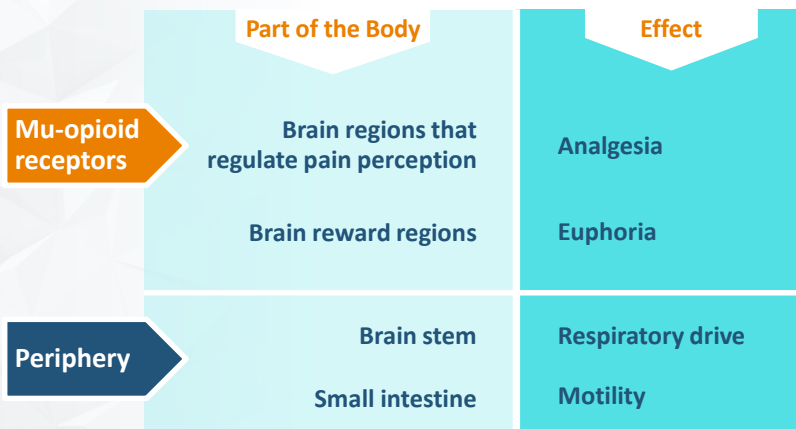 Part of the Body
Effect
Mu-opioid
receptors
Brain regions that
regulate pain perception
Analgesia
Brain reward regions
Euphoria
Periphery
Brain stem
Respiratory drive
Small intestine
Motility